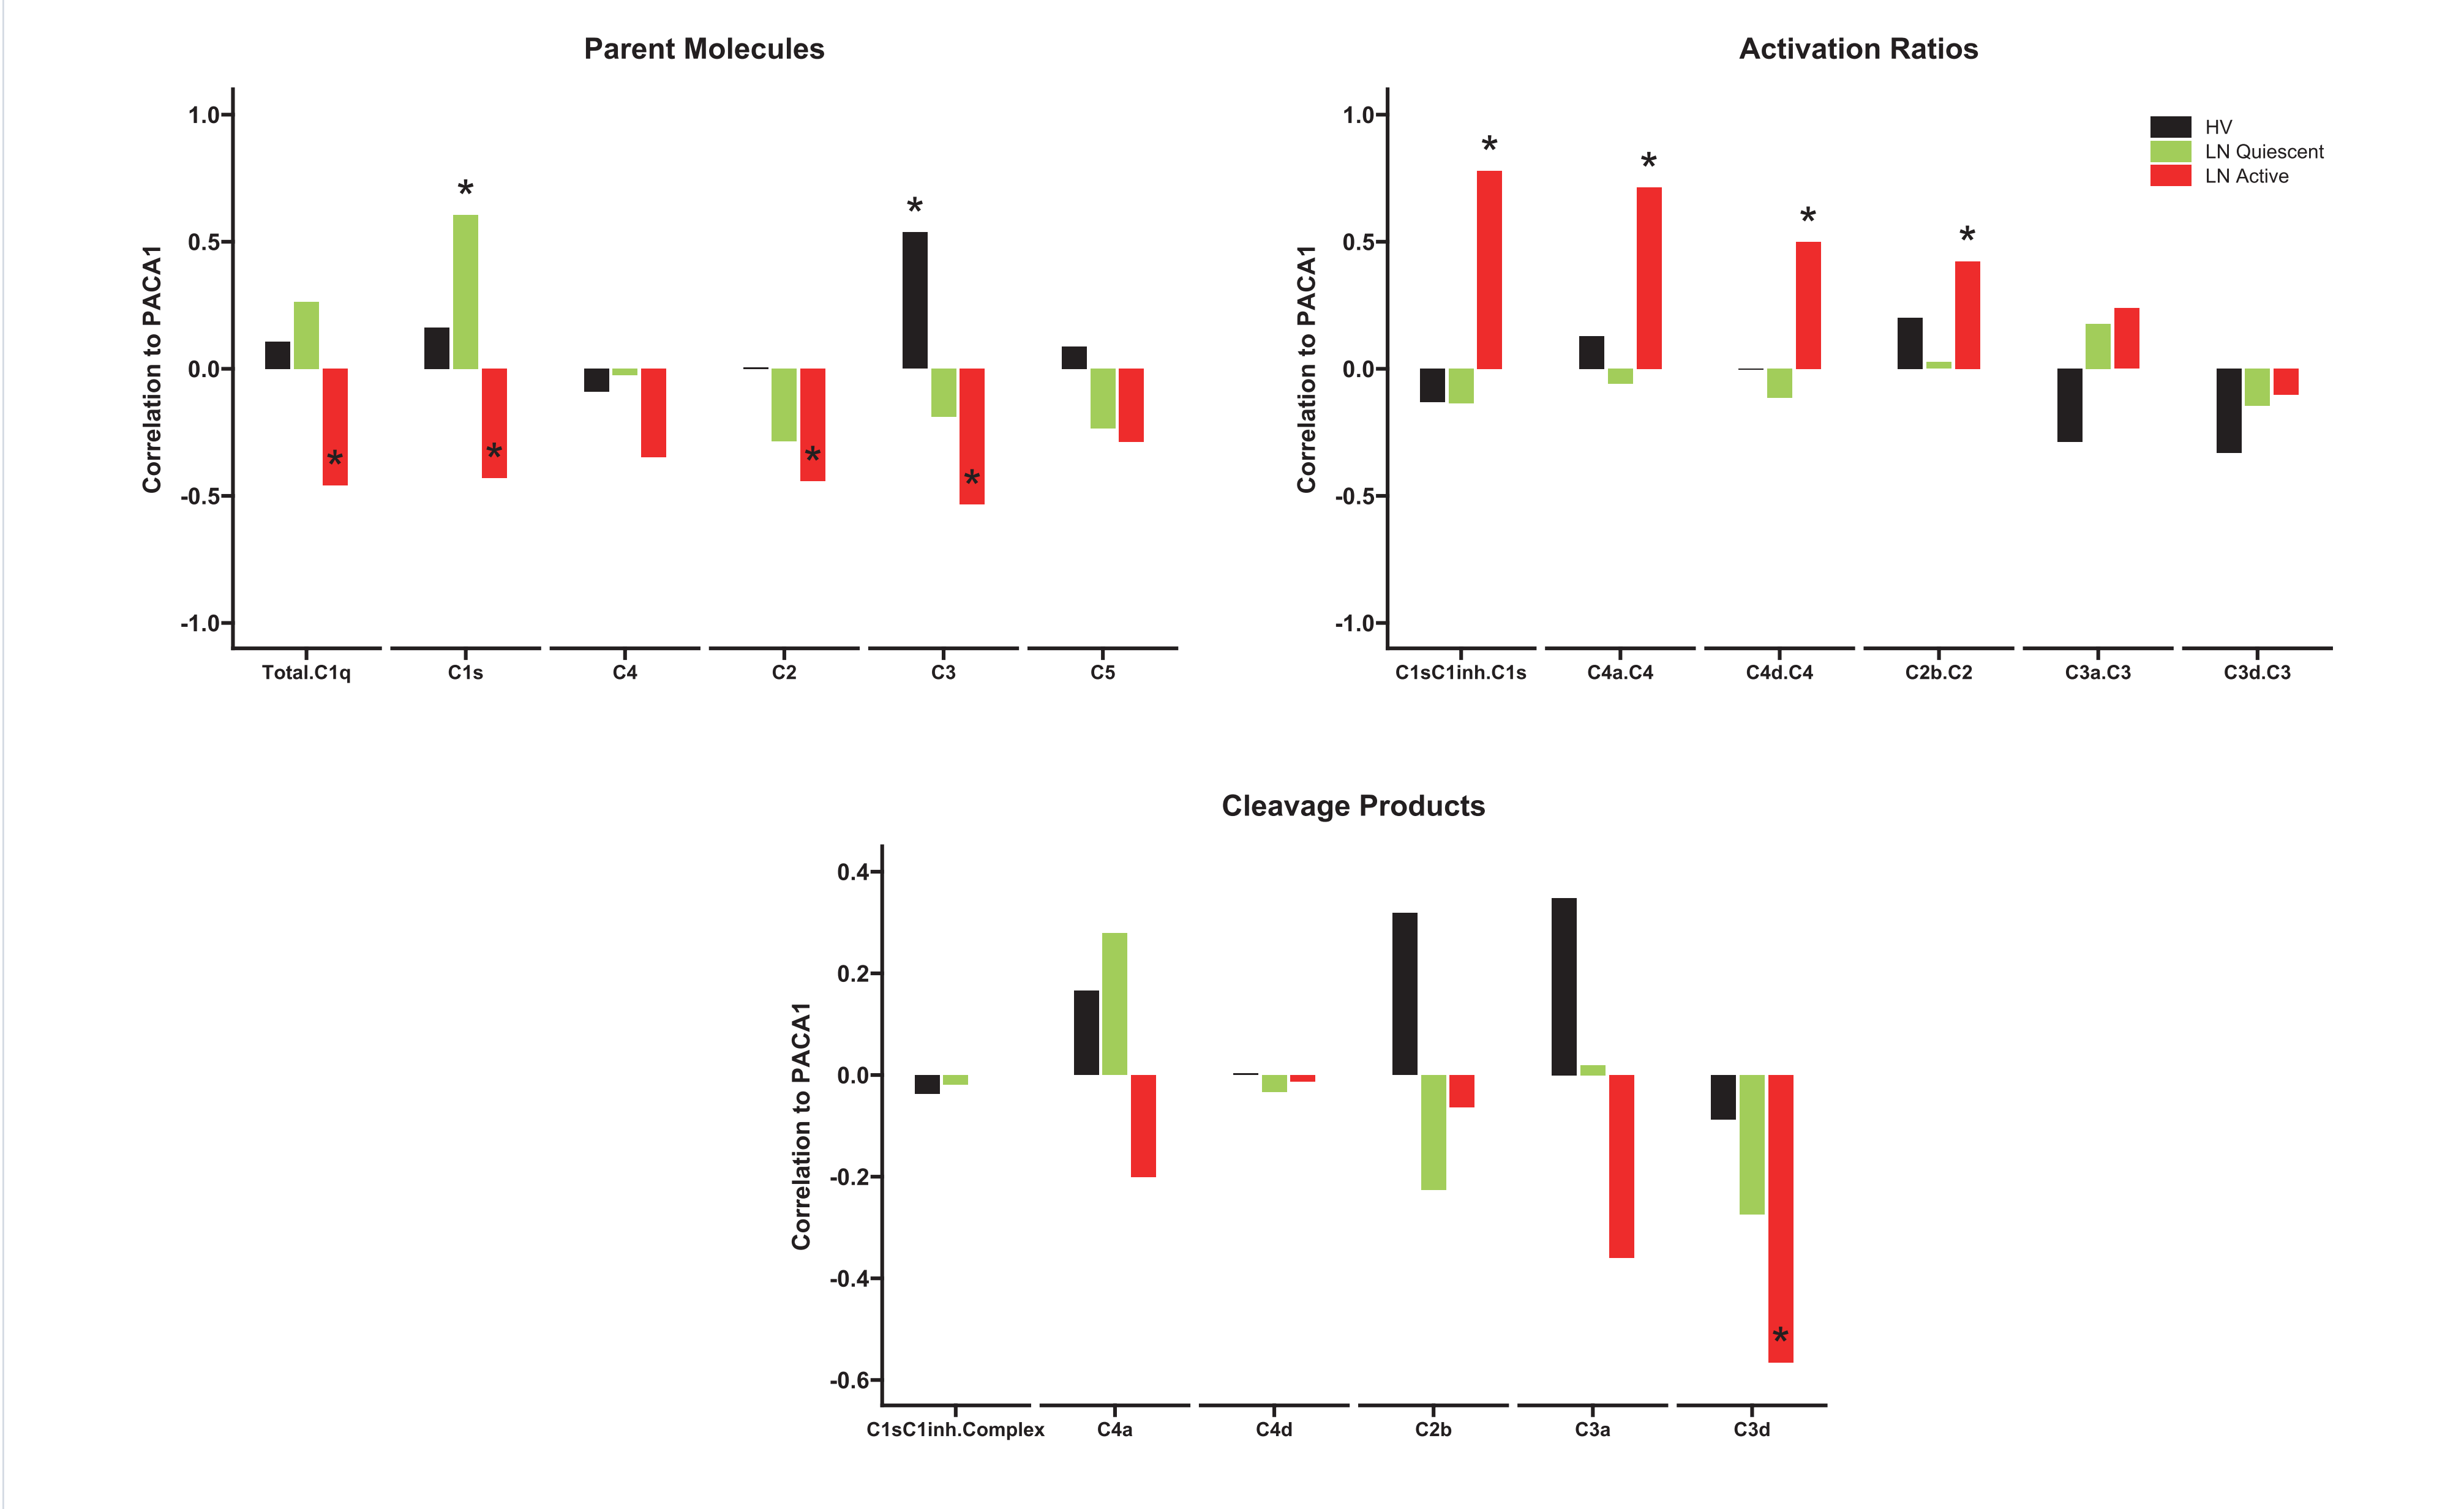 Parent Molecules
1.0
0.5
0.0
-0.5
-1.0
Correlation to PACA1
*
*
*
*
*
*
Total.C1q
C1s
C4
C2
C3
C5
Activation Ratios
1.0
0.5
0.0
-0.5
-1.0
Correlation to PACA1
HV
LN Quiescent
LN Active
*
*
*
*
C1sC1inh.C1s
C4a.C4
C4d.C4
C2b.C2
C3a.C3
C3d.C3
Cleavage Products
0.4
0.2
0.0
-0.2
-0.4
-0.6
Correlation to PACA1
*
C1sC1inh.Complex
C4a
C4d
C2b
C3a
C3d